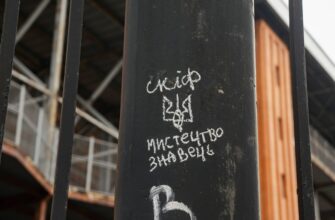 скіф
мистецтво
знавець
В